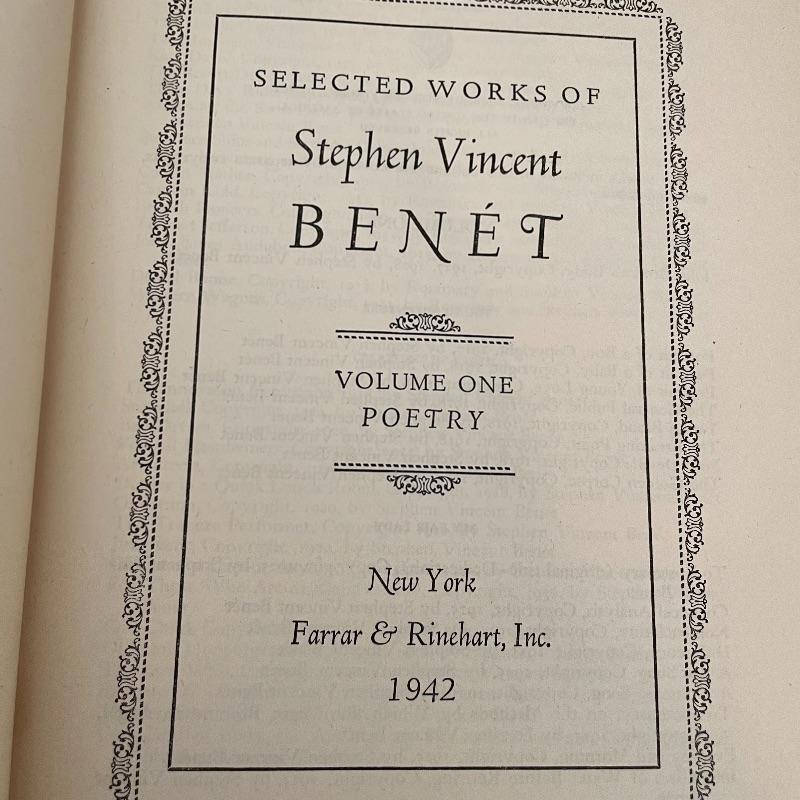 SELECTED WORKS OF
Stephen Vincent
BENÉT
VOLUME ONE
POETRY
New York
Farrar & Rinehart, Inc.
1942